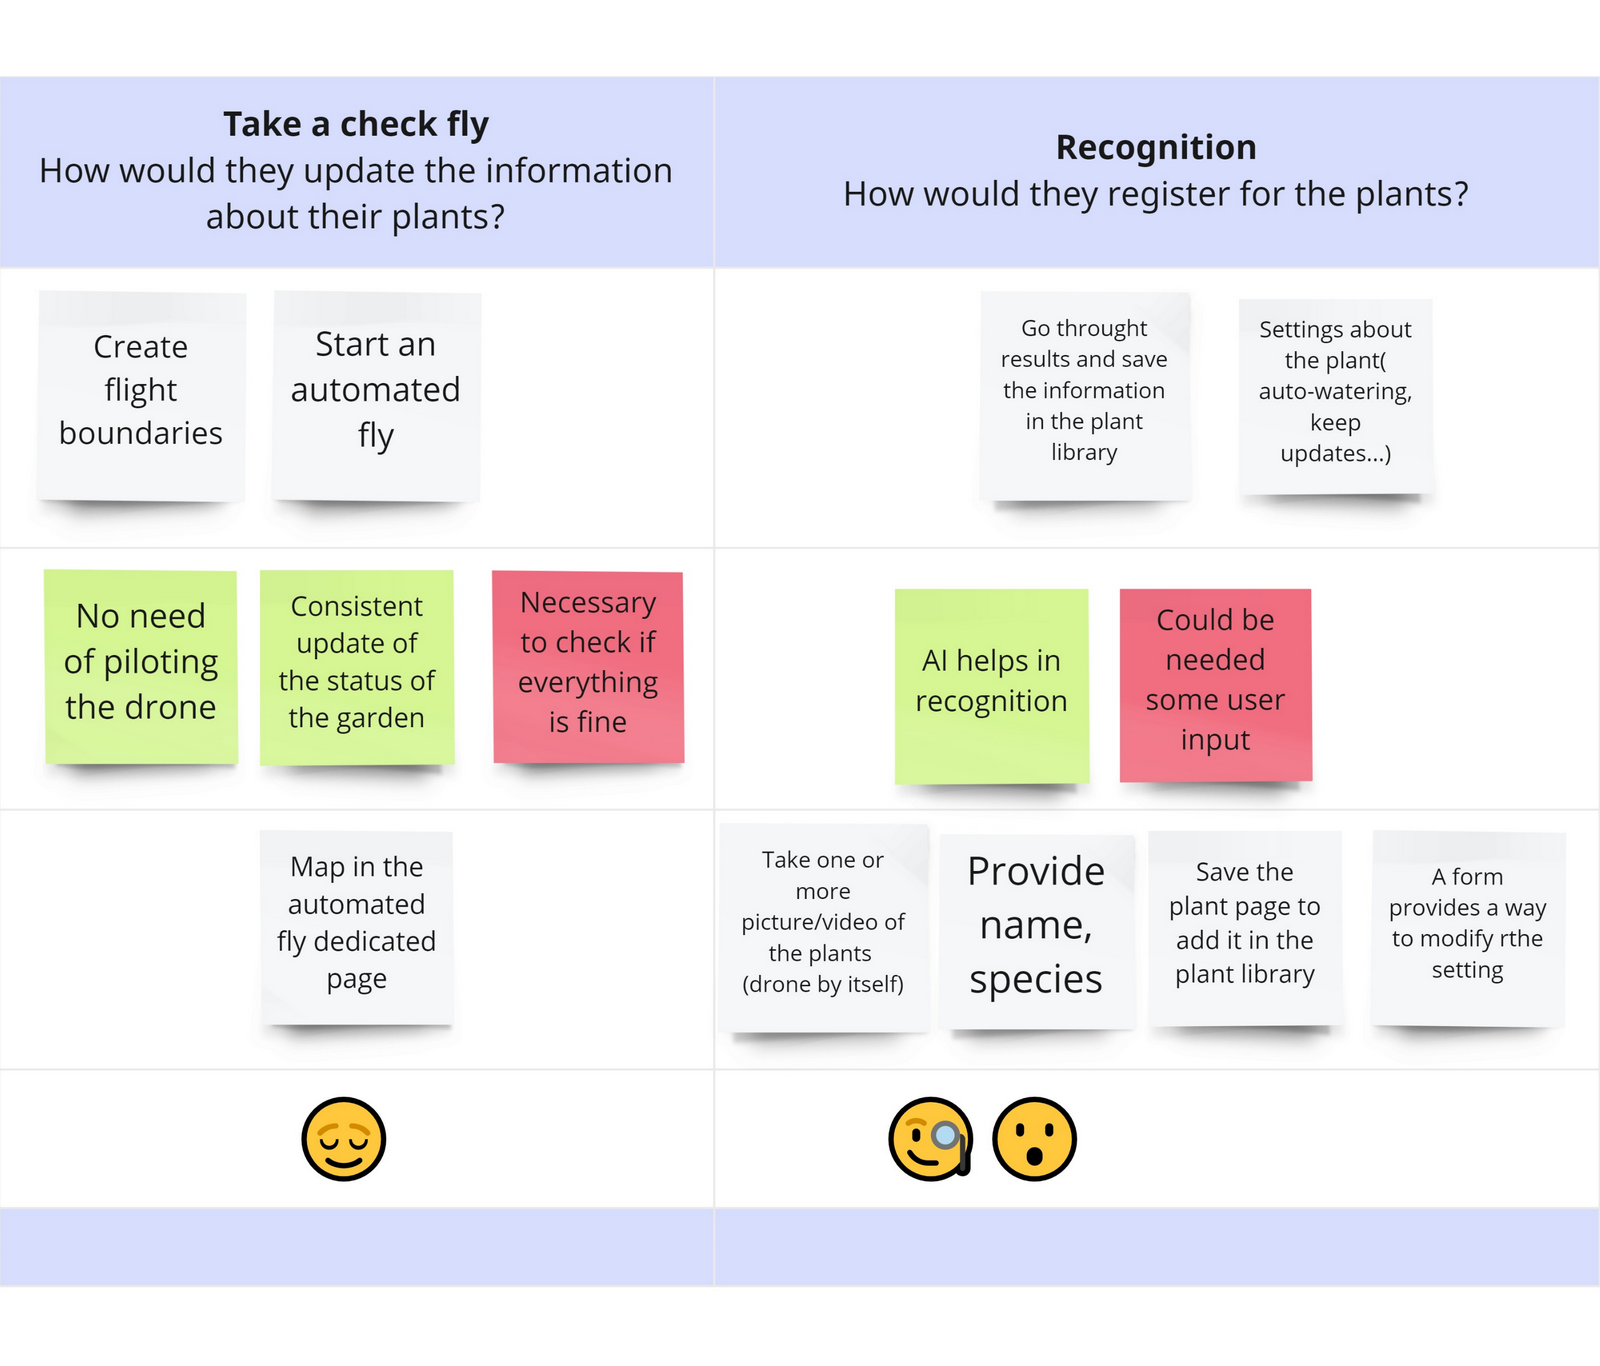 Take a check fly
How would they update the information
about their plants?
Recognition
How would they register for the plants?
Create
flight
boundaries
Start an
automated
fly
Go throught
results and save
the information
in the plant
library
Settings about
the plant(
auto-watering,
keep
updates...)
No need
of piloting
the drone
Consistent
update of
the status of
the garden
Necessary
to check if
everything
is fine
AI helps in
recognition
Could be
needed
some user
input
Map in the
automated
fly dedicated
page
Take one or
more
picture/video of
the plants
(drone by itself)
Provide
name,
species
Save the
plant page to
add it in the
plant library
A form
provides a way
to modify rthe
setting